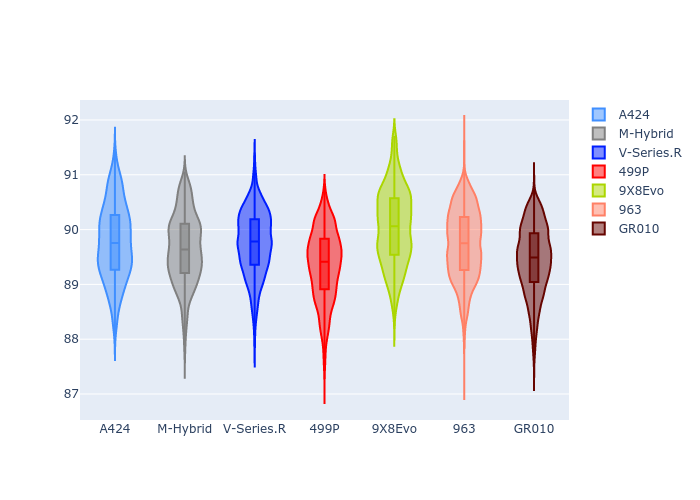 92
91
90
89
88
87
A424
M-Hybrid
V-Series.R
499P
9X8Evo
963
GR010
A424
M-Hybrid
V-Series.R
499P
9X8Evo
963
GR010